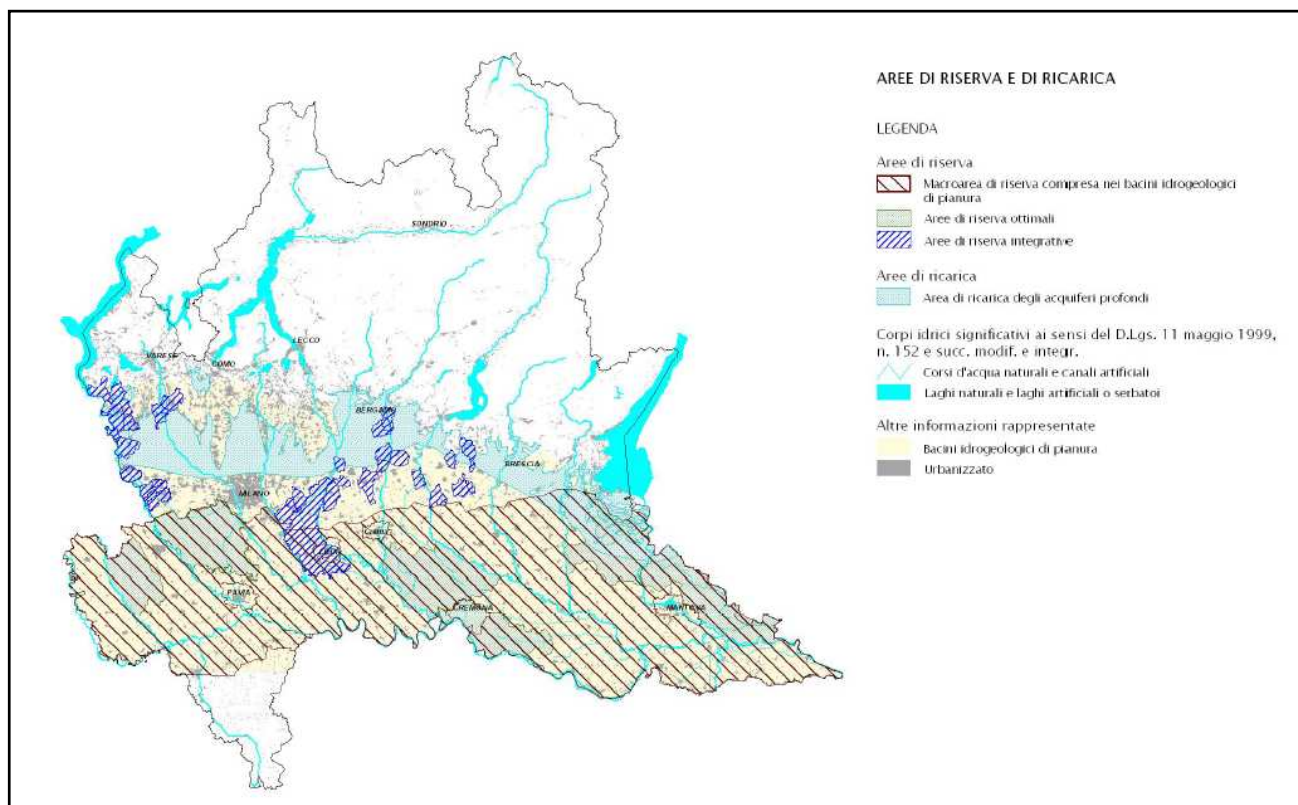 AREE DI RISERVA E DI RICARICA
LEGENDA
Aree di riserva
Macroarea di riserva compresa nei bacini idrogeologici
di pianura
Aree di riserva ottimali
Aree di riserva integrative
Aree di ricarica
Area di ricarica degli acquiferi profondi
Corpi idrici significativi ai sensi del D.Lgs. 11 maggio 1999,
n. 152 e succ. modif. e integr.
Corsi d'acqua naturali e canali artificiali
Laghi naturali e laghi artificiali o serbatoi
Altre informazioni rappresentate
Bacini idrogeologici di pianura
Urbanizzato
SONDRIO
LECCO
VARESE
COMO
BERGAMO
BRESCIA
MILANO
PAVIA
CREMONA
MANTOVA